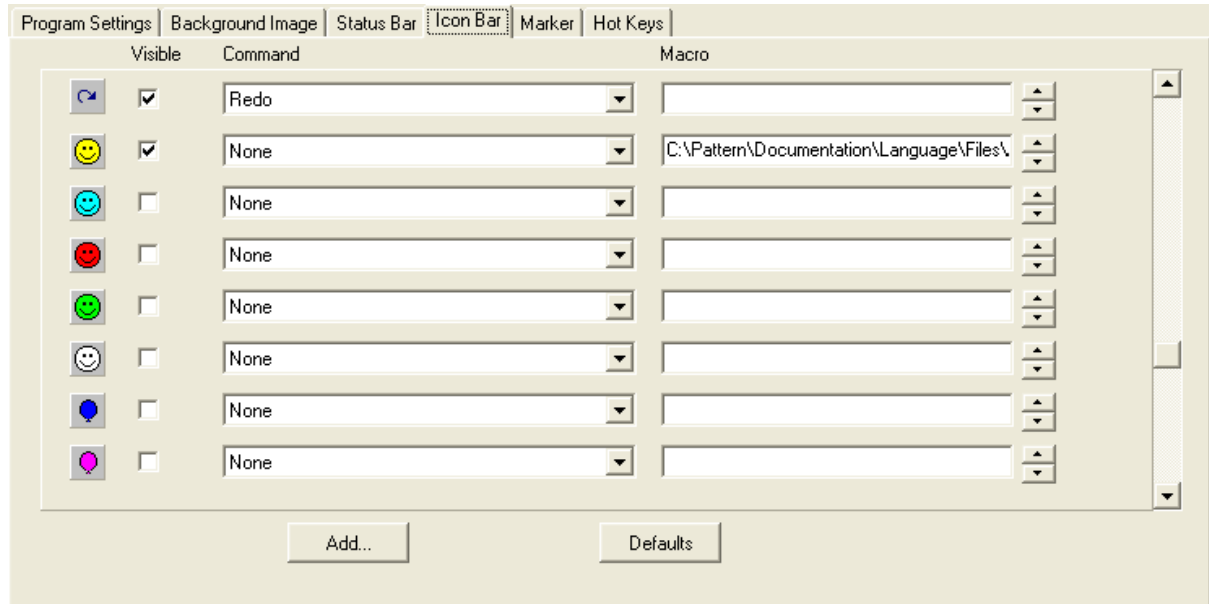 Program Settings Background Image Status Bar Icon Bar Marker Hot Keys
Visible Command Macro
Redo
None C:\Pattern\Documentation\Language\Files\
None
None
None
None
None
None
Add... Defaults